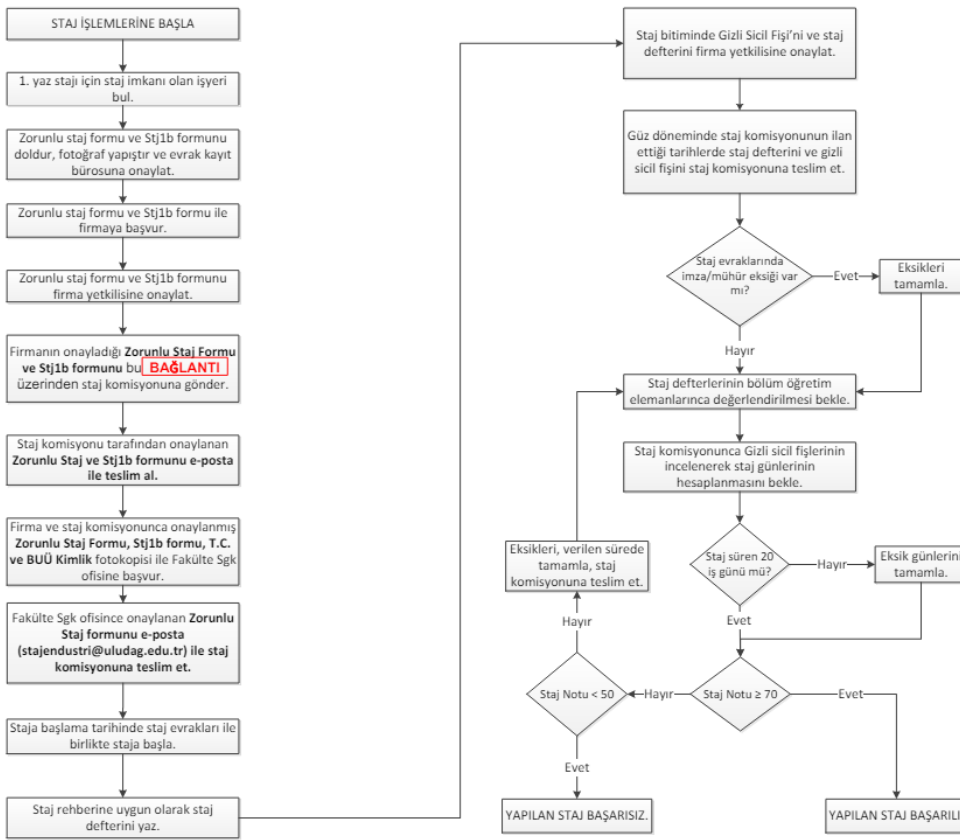 STAJ İŞLEMLERİNE BAŞLA
1. yaz stajı için staj imkanı olan işyeri
bul.
Zorunlu staj formu ve Stj1b formunu
doldur, fotoğraf yapıştır ve evrak kayıt
bürosuna onaylat.
Zorunlu staj formu ve Stj1b formu ile
firmaya başvur.
Zorunlu staj formu ve Stj1b formunu
firma yetkilisine onaylat.
Firmanın onayladığı Zorunlu Staj Formu
ve Stj1b formunu bu BAĞLANTI
üzerinden staj komisyonuna gönder.
Staj komisyonu tarafından onaylanan
Zorunlu Staj ve Stj1b formunu e-posta
ile teslim al.
Firma ve staj komisyonunca onaylanmış
Zorunlu Staj Formu, Stj1b formu, T.C.
ve BUÜ Kimlik fotokopisi ile Fakülte Sgk
ofisine başvur.
Fakülte Sgk ofisince onaylanan Zorunlu
Staj formunu e-posta
(stajendustri@uludag.edu.tr) ile staj
komisyonuna teslim et.
Staja başlama tarihinde staj evrakları ile
birlikte staja başla.
Staj rehberine uygun olarak staj
defterini yaz.
Staj bitiminde Gizli Sicil Fişi'ni ve staj
defterini firma yetkilisine onaylat.
Güz döneminde staj komisyonunun ilan
ettiği tarihlerde staj defterini ve gizli
sicil fişini staj komisyonuna teslim et.
Staj evraklarında
imza/mühür eksiği var
mı?
Evet
Eksikleri
tamamla.
Hayır
Staj defterlerinin bölüm öğretim
elemanlarınca değerlendirilmesi bekle.
Staj komisyonunca Gizli sicil fişlerinin
incelenerek staj günlerinin
hesaplanmasını bekle.
Staj süren 20
iş günü mü?
Hayır
Eksik günlerini
tamamla.
Evet
Eksikleri, verilen sürede
tamamla, staj
komisyonuna teslim et.
Hayır
Staj Notu < 50
Hayır
Staj Notu ≥ 70
Evet
Evet
YAPILAN STAJ BAŞARISIZ.
YAPILAN STAJ BAŞARILI